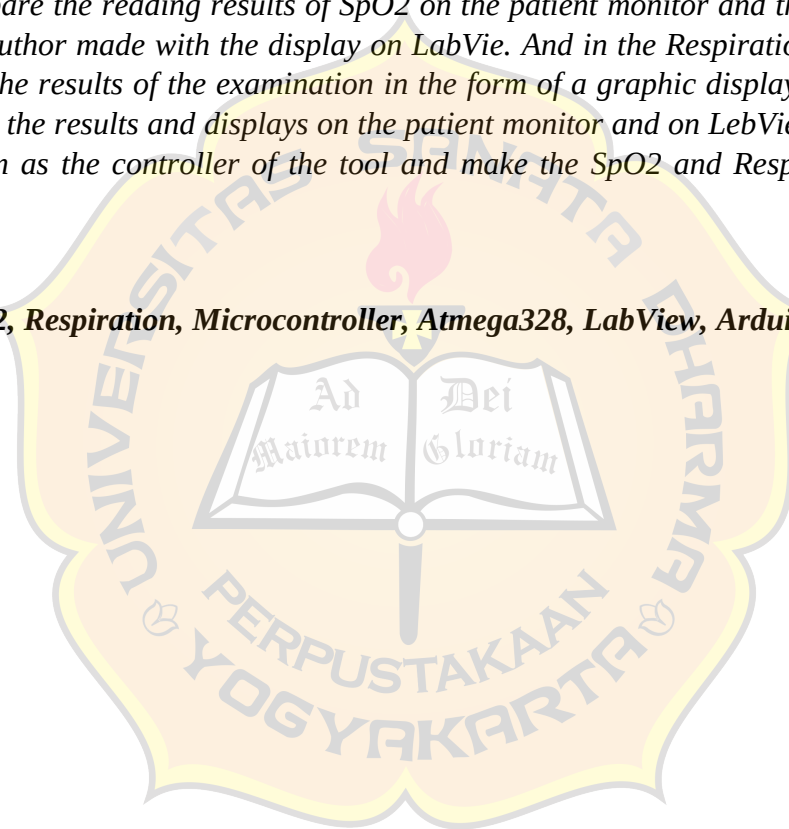 pare the reading results of SpO2 on the patient monitor and th
uthor made with the display on LabVie. And in the Respiratio
he results of the examination in the form of a graphic display
the results and displays on the patient monitor and on LebVie
n as the controller of the tool and make the SpO2 and Resp
2, Respiration, Microcontroller, Atmega328, LabView, Ardui
UNIVERSITAS SANATA DHARMA
Ad Dei
Maiorem Gloriam
PERPUSTAKAAN
YOGYAKARTA